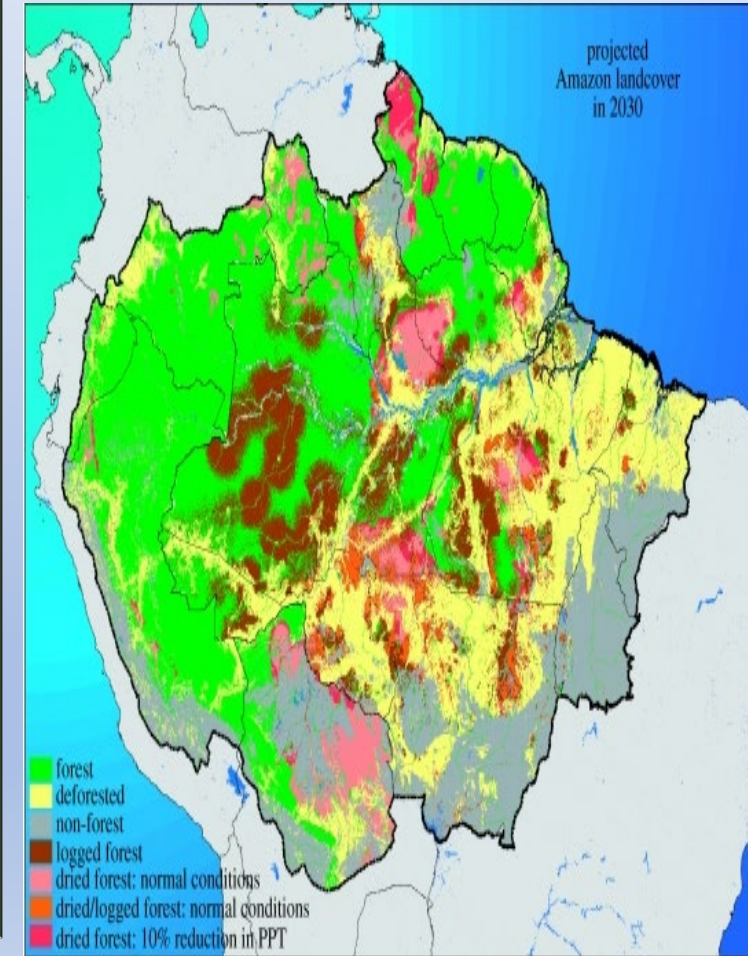 projected
Amazon landcover
in 2030
forest
deforested
non-forest
logged forest
dried forest: normal conditions
dried/logged forest: normal conditions
dried forest: 10% reduction in PPT